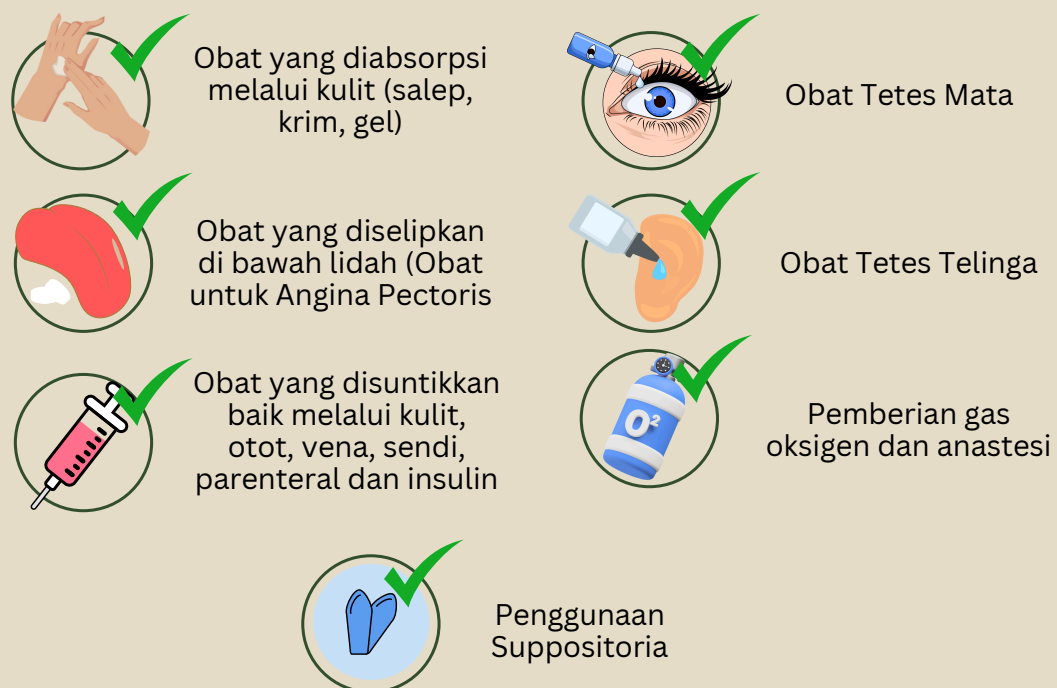 Obat yang diabsorpsi
melalui kulit (salep,
krim, gel)
Obat Tetes Mata
Obat yang diselipkan
di bawah lidah (Obat
untuk Angina Pectoris
Obat Tetes Telinga
Obat yang disuntikkan
baik melalui kulit,
otot, vena, sendi,
parenteral dan insulin
O²
Pemberian gas
oksigen dan anastesi
Penggunaan
Suppositoria